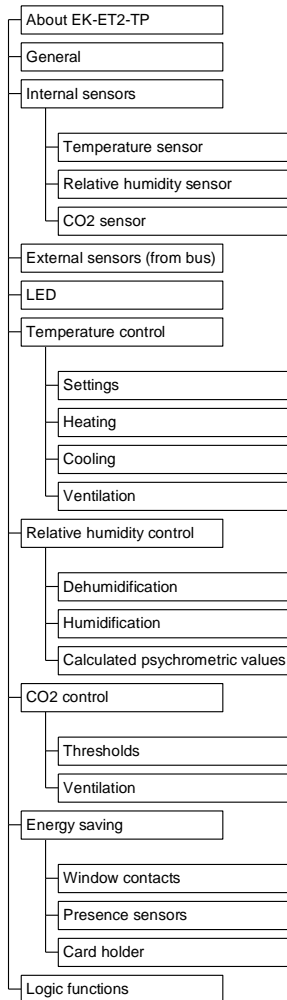 About EK-ET2-TP
General
Internal sensors
Temperature sensor
Relative humidity sensor
CO2 sensor
External sensors (from bus)
LED
Temperature control
Settings
Heating
Cooling
Ventilation
Relative humidity control
Dehumidification
Humidification
Calculated psychrometric values
CO2 control
Thresholds
Ventilation
Energy saving
Window contacts
Presence sensors
Card holder
Logic functions